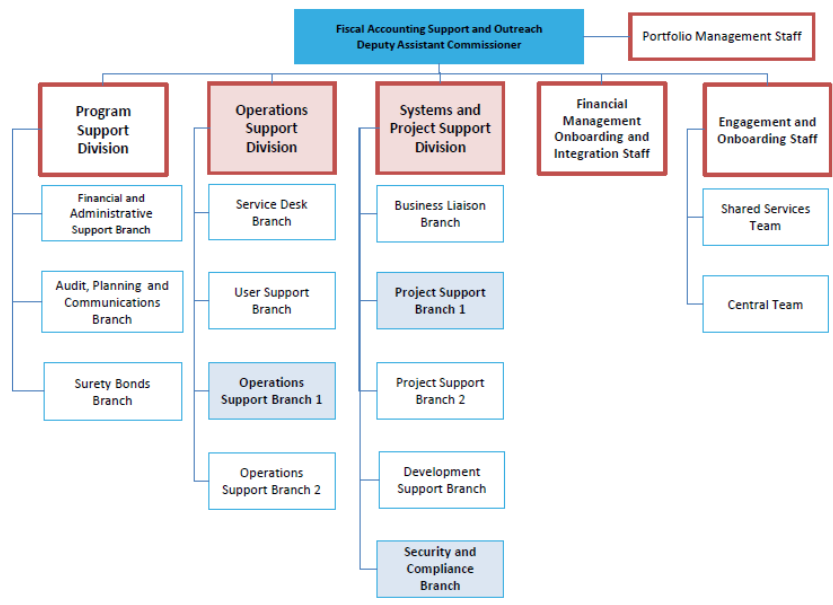 Fiscal Accounting Support and Outreach
Deputy Assistant Commissioner
Portfolio Management Staff
Program
Support
Division
Operations
Support
Division
Systems and
Project Support
Division
Financial
Management
Onboarding and
Integration Staff
Engagement and
Onboarding Staff
Financial and
Administrative
Support Branch
Service Desk
Branch
Business Liaison
Branch
Shared Services
Team
Audit, Planning and
Communications
Branch
User Support
Branch
Project Support
Branch 1
Central Team
Surety Bonds
Branch
Operations
Support Branch 1
Project Support
Branch 2
Operations
Support Branch 2
Development
Support Branch
Security and
Compliance
Branch